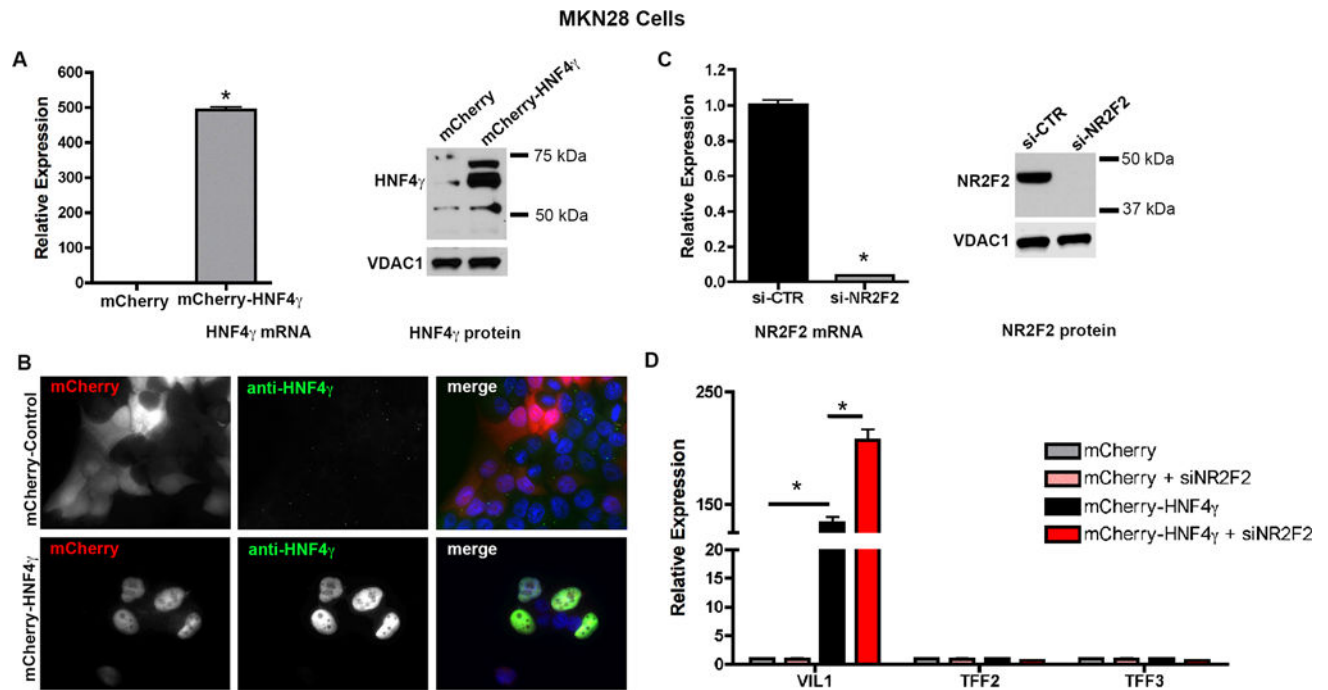 MKN28 Cells
A
Relative Expression
600
500
400
300
200
100
0
*
mCherry
mCherry-HNF4γ
HNF4γ mRNA
mCherry
mCherry-HNF4γ
HNF4γ
75 kDa
50 kDa
VDAC1
HNF4γ protein
C
Relative Expression
1.2
1.0
0.8
0.6
0.4
0.2
0.0
*
si-CTR
si-NR2F2
NR2F2 mRNA
si-CTR
si-NR2F2
NR2F2
50 kDa
37 kDa
VDAC1
NR2F2 protein
B
mCherry-Control
mCherry
anti-HNF4γ
merge
mCherry-HNF4γ
mCherry
anti-HNF4γ
merge
D
Relative Expression
250
150
20
15
10
5
0
*
*
VIL1
TFF2
TFF3
mCherry
mCherry + siNR2F2
mCherry-HNF4γ
mCherry-HNF4γ + siNR2F2